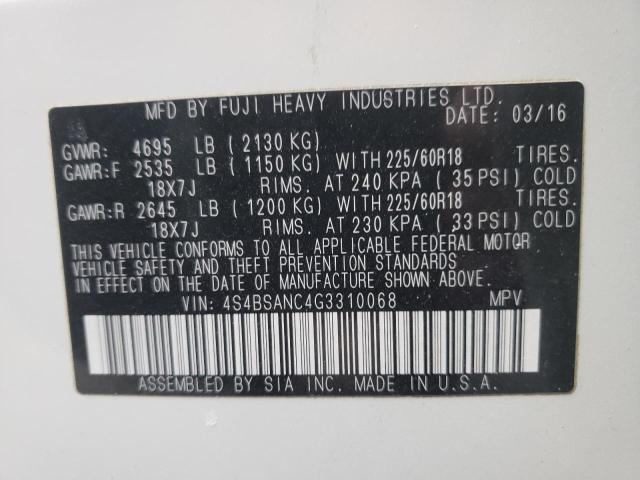 MFD BY FUJI HEAVY INDUSTRIES LTD.
DATE: 03/16
GVWR: 4695 LB ( 2130 KG)
GAWR:F 2535 LB ( 1150 KG) WITH 225/60R18 TIRES.
18X7J RIMS. AT 240 KPA ( 35 PSI) COLD
GAWR:R 2645 LB ( 1200 KG) WITH 225/60R18 TIRES.
18X7J RIMS. AT 230 KPA ( 33 PSI) COLD
THIS VEHICLE CONFORMS TO ALL APPLICABLE FEDERAL MOTOR
VEHICLE SAFETY AND THEFT PREVENTION STANDARDS
IN EFFECT ON THE DATE OF MANUFACTURE SHOWN ABOVE.
VIN: 4S4BSANC4G3310068 MPV
ASSEMBLED BY SIA INC. MADE IN U.S.A.